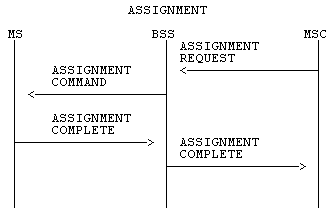 ASSIGNMENT
MS BSS MSC
ASSIGNMENT
REQUEST
ASSIGNMENT
COMMAND
ASSIGNMENT
COMPLETE
ASSIGNMENT
COMPLETE